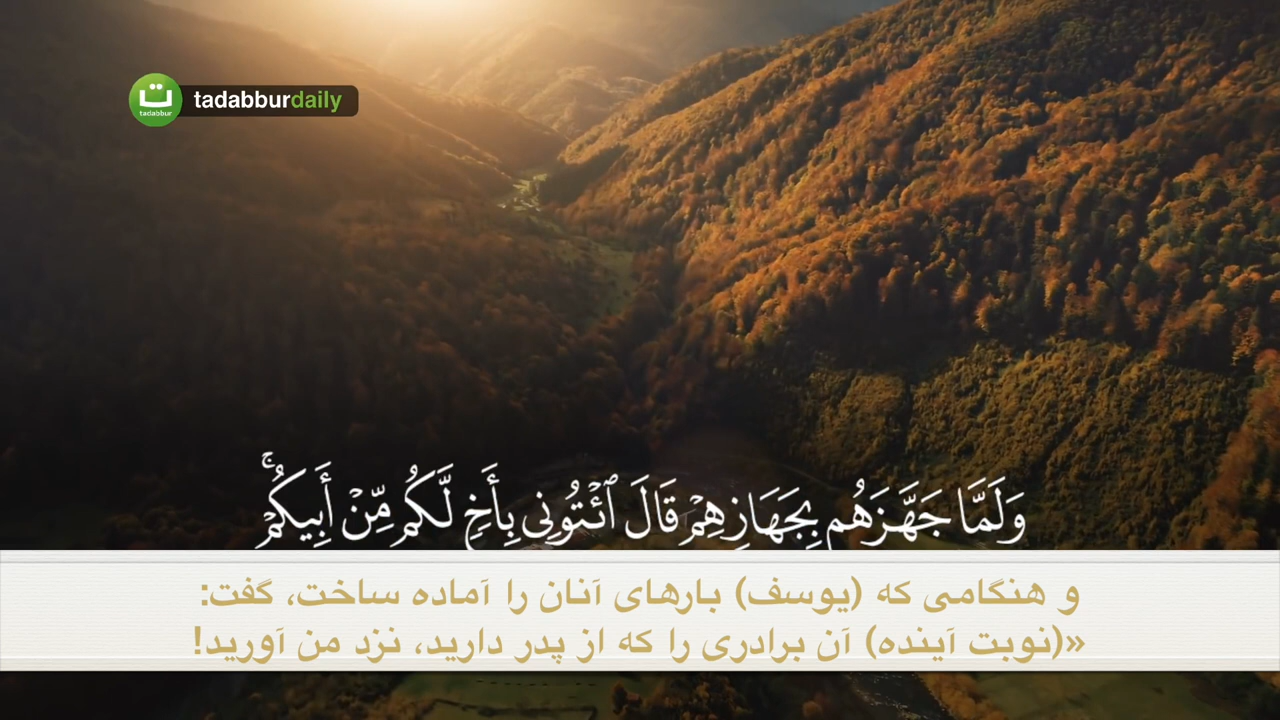 ت
tadabbur
tadabburdaily
وَلَمَّا جَهَّزَهُم بِجَهَازِهِمْ قَالَ ٱئْتُونِى بِأَخٍ لَّكُم مِّنْ أَبِيكُمْ ۚ
و هنگامی که (یوسف) بارهای آنان را آماده ساخت، گفت:
«(نوبت آینده) آن برادری را که از پدر دارید، نزد من آورید!